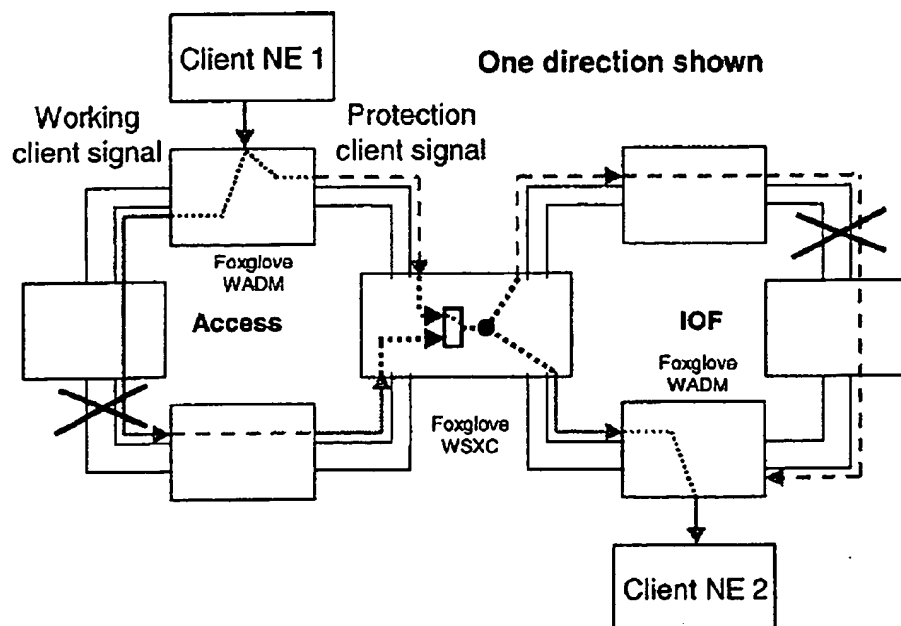 Client NE 1
One direction shown
Working
client signal
Protection
client signal
Foxglove
WADM
Access
IOF
Foxglove
WADM
Foxglove
WSXC
Client NE 2